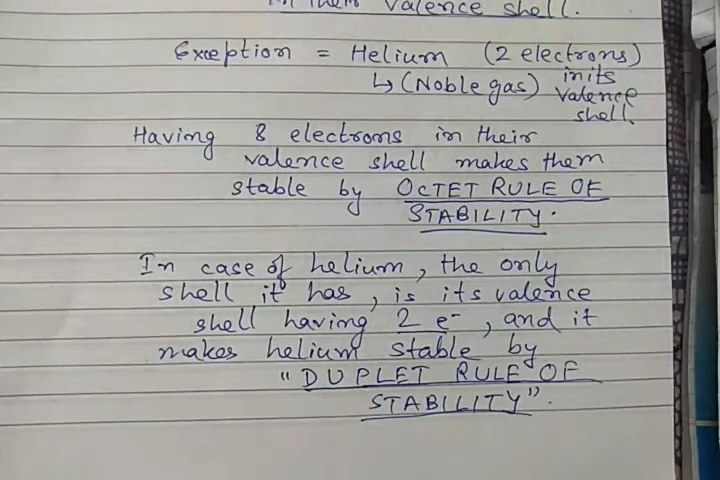 in their valence shell.
Exception = Helium (2 electrons)
↳ (Noble gas) in its
valence
shell.
Having 8 electrons in their
valence shell makes them
stable by OCTET RULE OF
STABILITY.
In case of helium, the only
shell it has, is its valence
shell having 2 e⁻, and it
makes helium stable by
"DUPLET RULE OF
STABILITY".